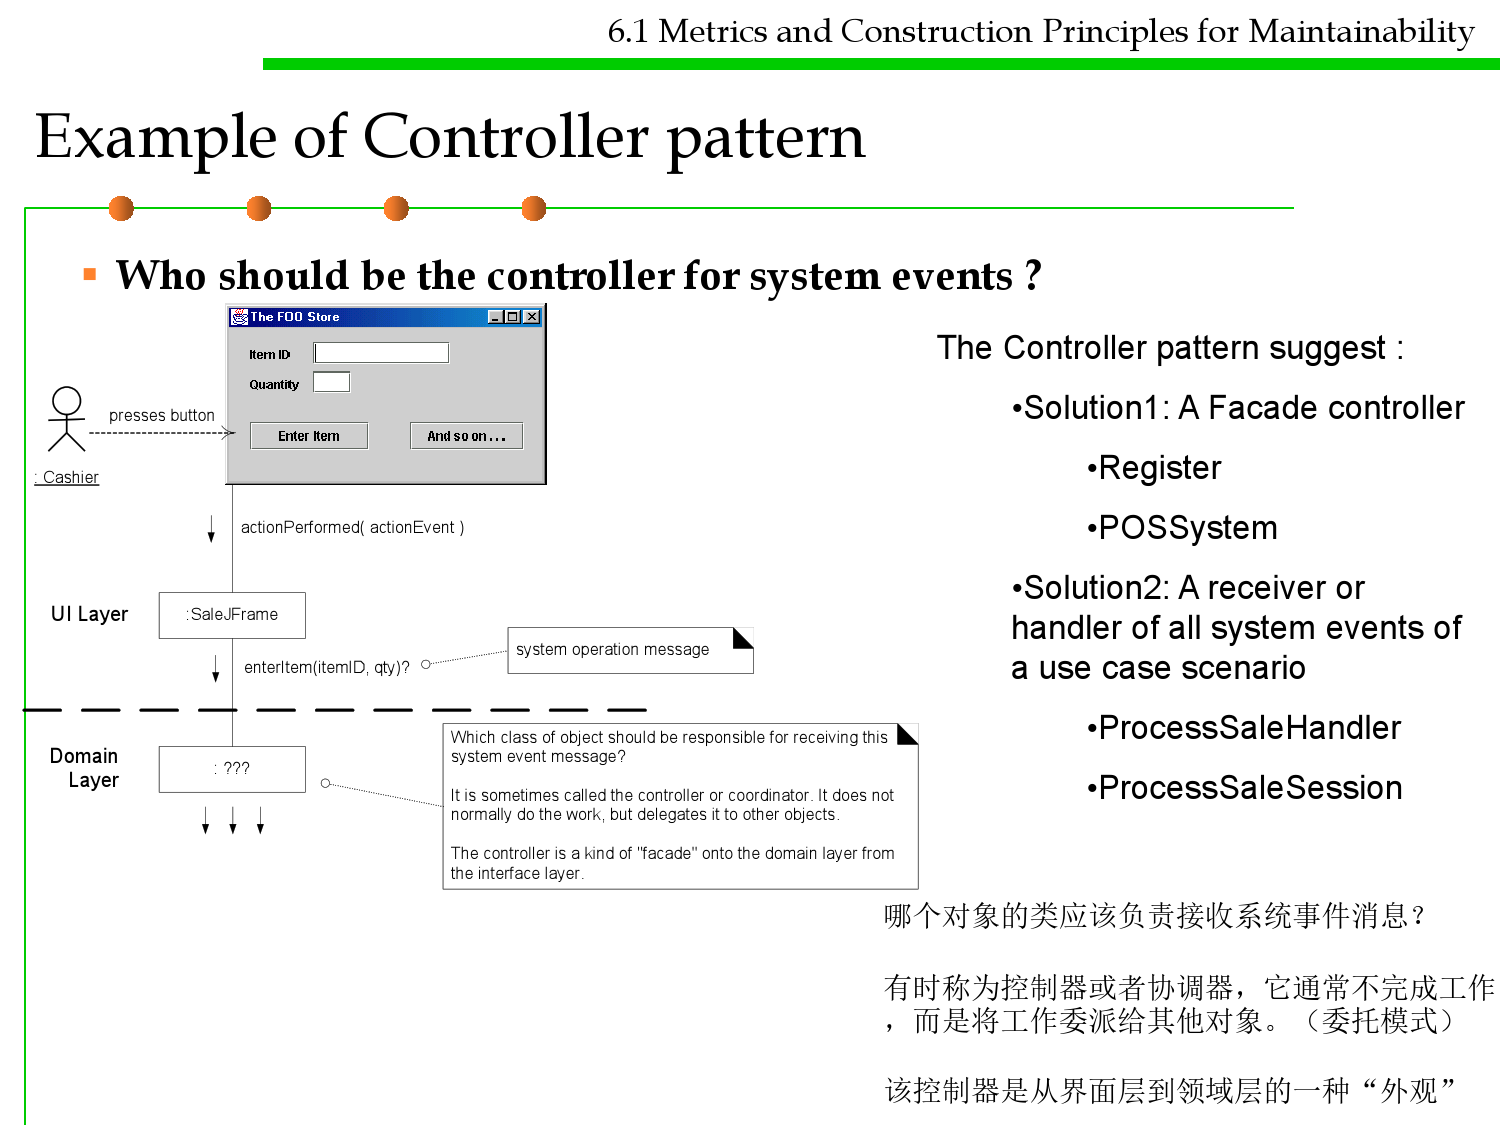 6.1 Metrics and Construction Principles for Maintainability
Example of Controller pattern
Who should be the controller for system events ?
The FOO Store
Item ID
Quantity
Enter Item
And so on . . .
presses button
: Cashier
actionPerformed( actionEvent )
UI Layer
:SaleJFrame
enterItem(itemID, qty)?
system operation message
Domain
Layer
: ???
Which class of object should be responsible for receiving this
system event message?
It is sometimes called the controller or coordinator. It does not
normally do the work, but delegates it to other objects.
The controller is a kind of "facade" onto the domain layer from
the interface layer.
The Controller pattern suggest :
•Solution1: A Facade controller
•Register
•POSSystem
•Solution2: A receiver or
handler of all system events of
a use case scenario
•ProcessSaleHandler
•ProcessSaleSession
哪个对象的类应该负责接收系统事件消息？
有时称为控制器或者协调器，它通常不完成工作
，而是将工作委派给其他对象。（委托模式）
该控制器是从界面层到领域层的一种“外观”